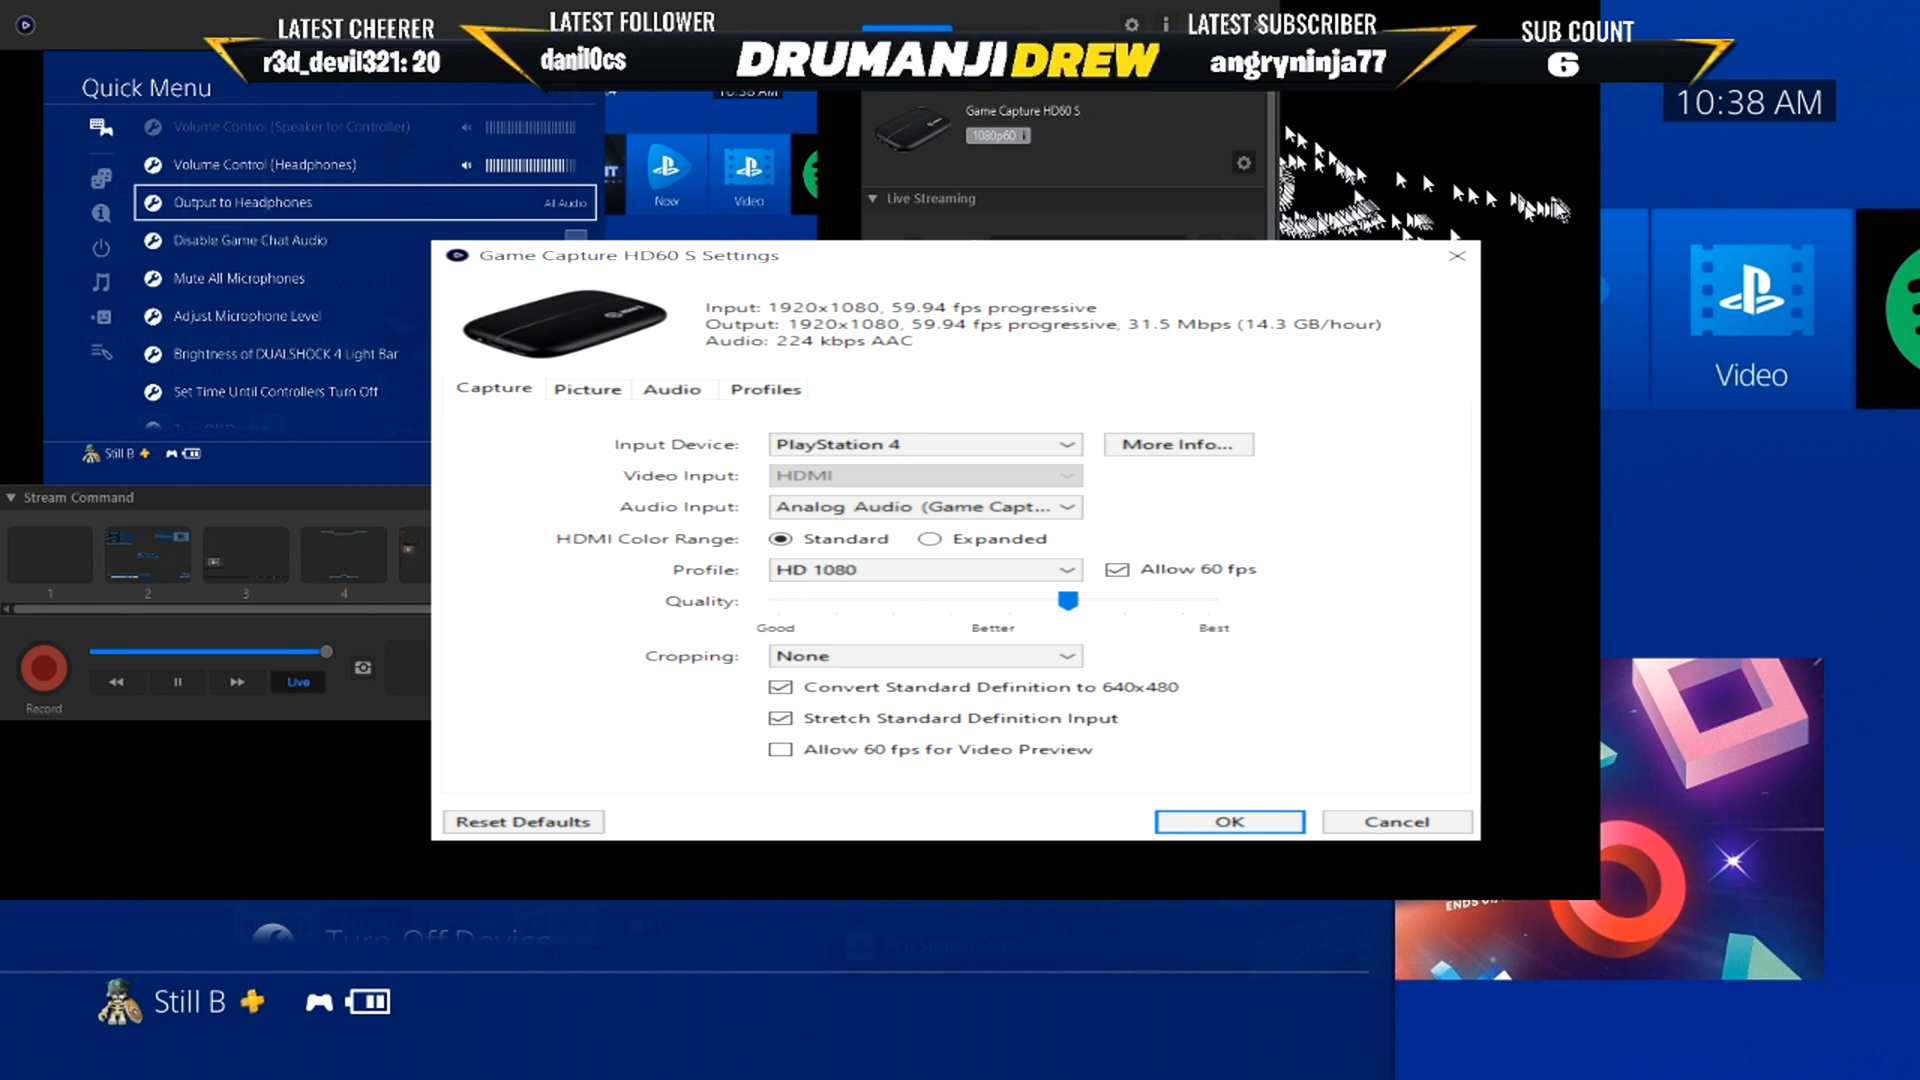 LATEST CHEERER
r3d_devil321: 20
LATEST FOLLOWER
danil0cs
DRUMANJIDREW
LATEST SUBSCRIBER
angryninja77
SUB COUNT
6
10:38 AM
Quick Menu
Volume Control (Speaker for Controller)
Volume Control (Headphones)
Output to Headphones
All Audio
Disable Game Chat Audio
Mute All Microphones
Adjust Microphone Level
Brightness of DUALSHOCK 4 Light Bar
Set Time Until Controllers Turn Off
Still B
10:38 AM
Now
Video
Game Capture HD60 S
1080p60
Live Streaming
Game Capture HD60 S Settings
Input: 1920x1080, 59.94 fps progressive
Output: 1920x1080, 59.94 fps progressive, 31.5 Mbps (14.3 GB/hour)
Audio: 224 kbps AAC
Capture
Picture
Audio
Profiles
Input Device:
PlayStation 4
More Info...
Video Input:
HDMI
Audio Input:
Analog Audio (Game Capt...
HDMI Color Range:
Standard
Expanded
Profile:
HD 1080
Allow 60 fps
Quality:
Good
Better
Best
Cropping:
None
Convert Standard Definition to 640x480
Stretch Standard Definition Input
Allow 60 fps for Video Preview
Reset Defaults
OK
Cancel
Stream Command
1
2
3
4
Live
Record
Video
Turn Off Device
Still B